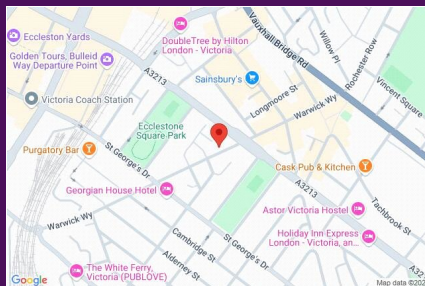 Eccleston Yards
DoubleTree by Hilton
London - Victoria
Vauxhall Bridge Rd
Willow Pl
Rochester Row
Golden Tours, Bulleid
Way Departure Point
A3213
Sainsbury's
Vincent Square
Longmoore St
Warwick Wy
Victoria Coach Station
Ecclestone
Square Park
Purgatory Bar
St George's Dr
Cask Pub & Kitchen
A3213
Georgian House Hotel
Tachbrook St
Astor Victoria Hostel
Warwick Wy
Holiday Inn Express
London - Victoria, an...
Cambridge St
St George's Dr
Alderney St
The White Ferry,
Victoria (PUBLOVE)
Google
Map data ©202